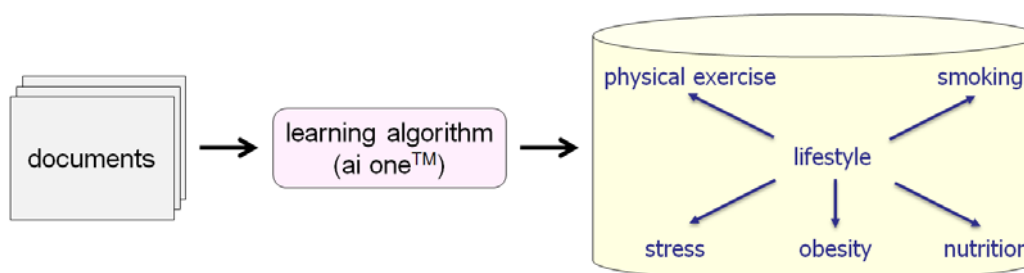 documents
learning algorithm
(ai one™)
physical exercise
smoking
lifestyle
stress
obesity
nutrition